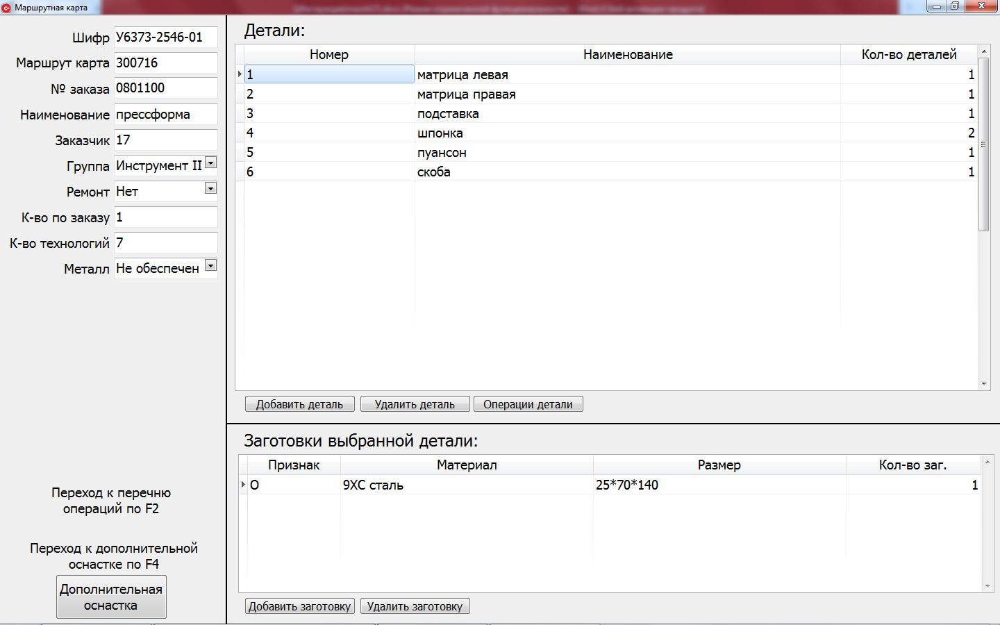 Маршрутная карта
Шифр У6373-2546-01
Маршрут карта 300716
№ заказа 0801100
Наименование прессформа
Заказчик 17
Группа Инструмент II
Ремонт Нет
К-во по заказу 1
К-во технологий 7
Металл Не обеспечен
Переход к перечню
операций по F2
Переход к дополнительной
оснастке по F4
Дополнительная
оснастка
Детали:
Номер Наименование Кол-во деталей
1 матрица левая 1
2 матрица правая 1
3 подставка 1
4 шпонка 2
5 пуансон 1
6 скоба 1
Добавить деталь Удалить деталь Операции детали
Заготовки выбранной детали:
Признак Материал Размер Кол-во заг.
О 9ХС сталь 25*70*140 1
Добавить заготовку Удалить заготовку